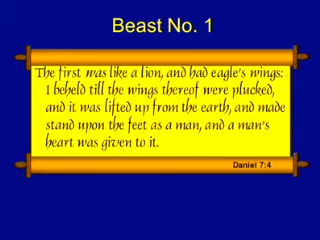 Beast No. 1
The first was like a lion, and had eagle's wings:
I beheld till the wings thereof were plucked,
and it was lifted up from the earth, and made
stand upon the feet as a man, and a man's
heart was given to it.
Daniel 7:4